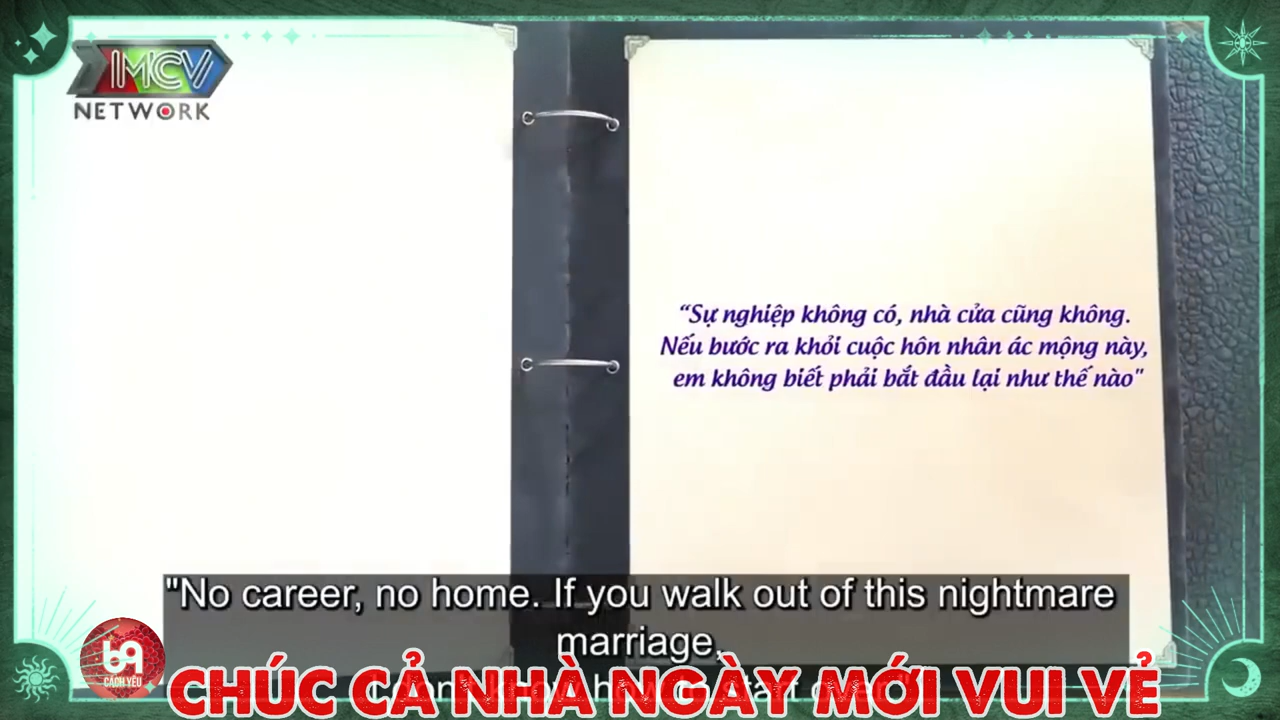 MCV
NETWORK
“Sự nghiệp không có, nhà cửa cũng không.
Nếu bước ra khỏi cuộc hôn nhân ác mộng này,
em không biết phải bắt đầu lại như thế nào"
"No career, no home. If you walk out of this nightmare
marriage,
69
CÁCH YÊU
CHÚC CẢ NHÀ NGÀY MỚI VUI VẺ